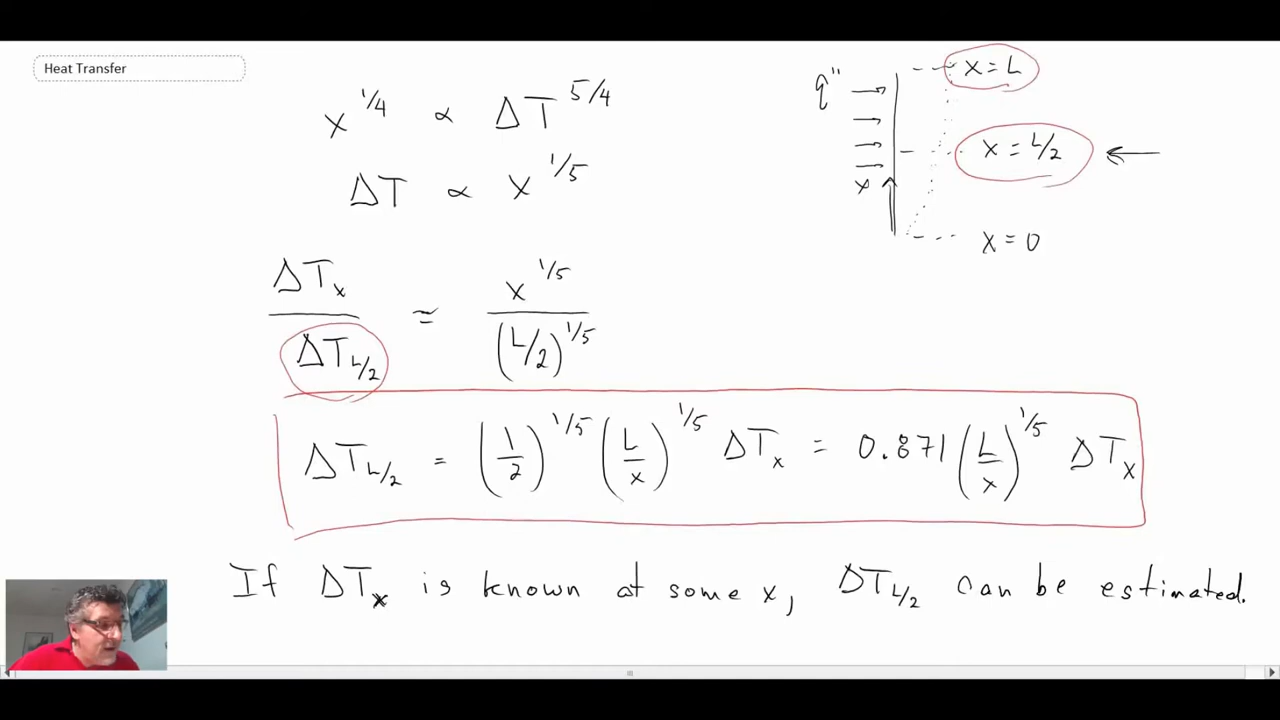 Heat Transfer
x^1/4 ∝ ΔT^5/4
ΔT ∝ x^1/5
q" x = L
x = L/2
x
x = 0
ΔT_x / ΔT_L/2 ≃ x^1/5 / (L/2)^1/5
ΔT_L/2 = (1/2)^1/5 (L/x)^1/5 ΔT_x = 0.871 (L/x)^1/5 ΔT_x
If ΔT_x is known at some x, ΔT_L/2 can be estimated.